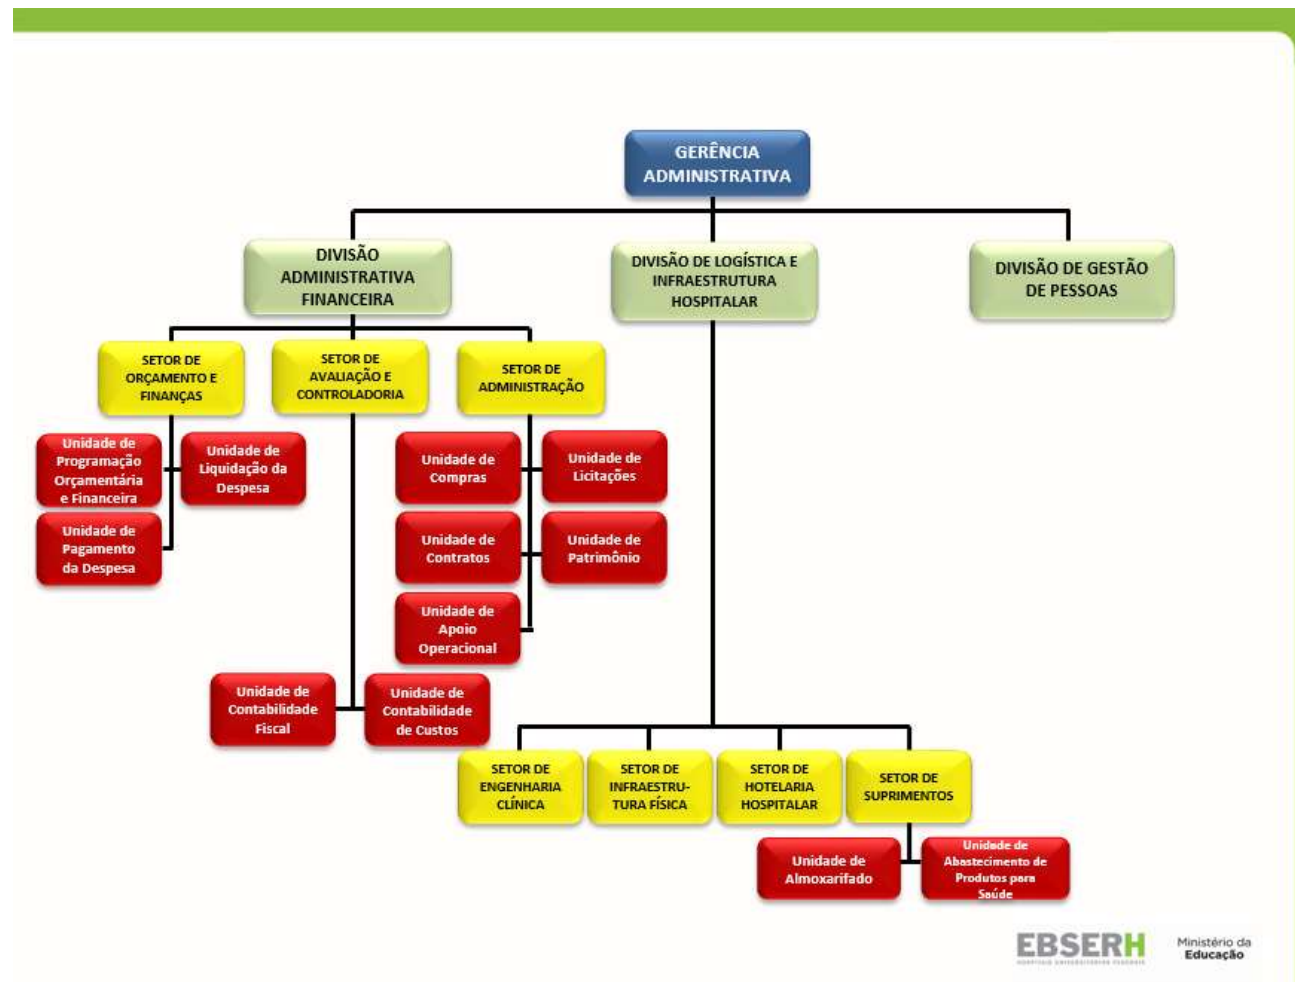 GERÊNCIA
ADMINISTRATIVA
DIVISÃO
ADMINISTRATIVA
FINANCEIRA
DIVISÃO DE LOGÍSTICA E
INFRAESTRUTURA
HOSPITALAR
DIVISÃO DE GESTÃO
DE PESSOAS
SETOR DE
ORÇAMENTO E
FINANÇAS
SETOR DE
AVALIAÇÃO E
CONTROLADORIA
SETOR DE
ADMINISTRAÇÃO
Unidade de
Programação
Orçamentária
e Financeira
Unidade de
Liquidação da
Despesa
Unidade de
Compras
Unidade de
Licitações
Unidade de
Pagamento
da Despesa
Unidade de
Contratos
Unidade de
Patrimônio
Unidade de
Apoio
Operacional
Unidade de
Contabilidade
Fiscal
Unidade de
Contabilidade
de Custos
SETOR DE
ENGENHARIA
CLÍNICA
SETOR DE
INFRAESTRU-
TURA FÍSICA
SETOR DE
HOTELARIA
HOSPITALAR
SETOR DE
SUPRIMENTOS
Unidade de
Almoxarifado
Unidade de
Abastecimento de
Produtos para
Saúde
EBSERH
HOSPITAIS UNIVERSITÁRIOS FEDERAIS
Ministério da
Educação